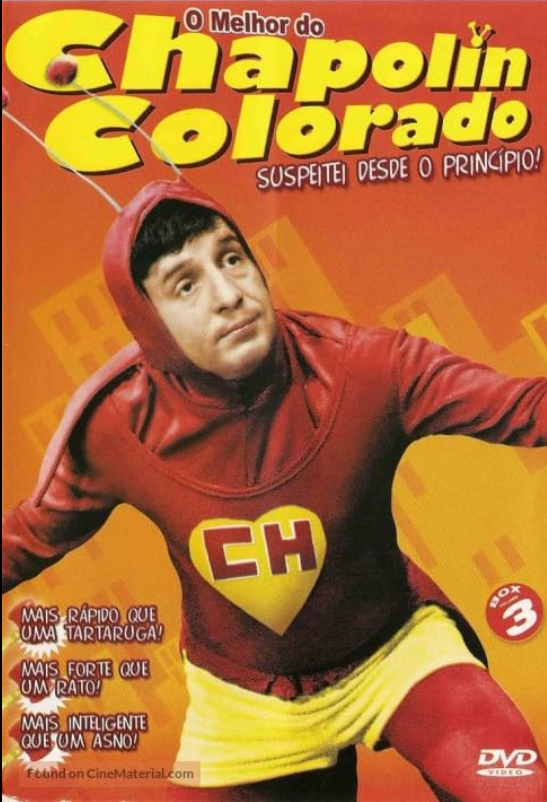 O Melhor do
Chapolin
Colorado
SUSPEITEI DESDE O PRINCÍPIO!
CH
BOX
3
MAIS RÁPIDO QUE
UMA TARTARUGA!
MAIS FORTE QUE
UM RATO!
MAIS INTELIGENTE
QUE UM ASNO!
DVD
VIDEO
Found on CineMaterial.com